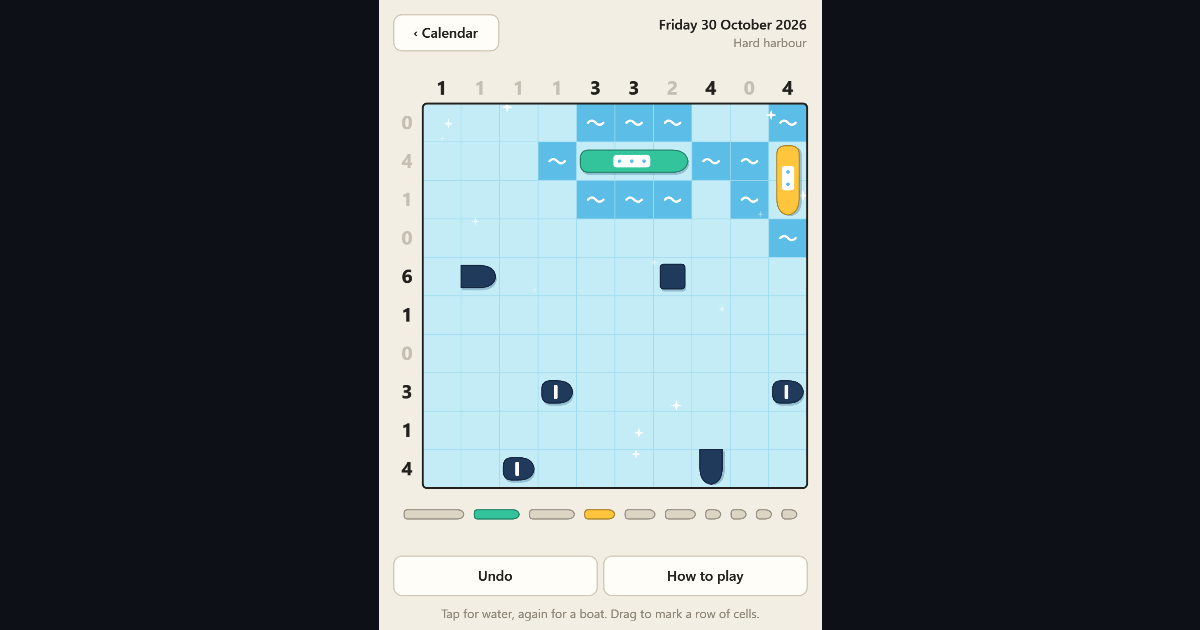 ‹ Calendar
Friday 30 October 2026
Hard harbour
1 1 1 1 3 3 2 4 0 4
0
4
1
0
6
1
0
3
1
4
Undo
How to play
Tap for water, again for a boat. Drag to mark a row of cells.